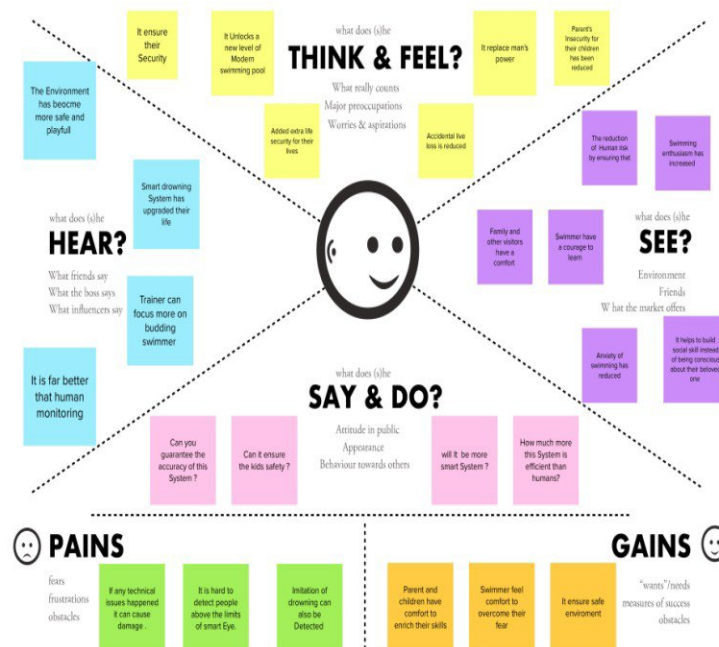 what does (s)he
THINK & FEEL?
What really counts
Major preoccupations
Worries & aspirations
It ensure
their
Security
It Unlocks a
new level of
Modern
swimming pool
It replace man's
power
Parent's
Insecurity for
their children
has been
reduced
Added extra life
security for their
lives
Accidental live
loss is reduced
what does (s)he
HEAR?
What friends say
What the boss says
What influencers say
The Environment
has beocme
more safe and
playfull
Smart drowning
System has
upgraded their
life
Trainer can
focus more on
budding
swimmer
It is far better
that human
monitoring
what does (s)he
SEE?
Environment
Friends
W hat the market offers
The reduction
of Human risk
by ensuring that
Swimming
enthusiasm has
increased
Family and
other visitors
have a
comfort
Swimmer have
a courage to
learn
Anxiety of
swimming has
reduced
It helps to build
social skill instead
of being conscious
about their beloved
one
what does (s)he
SAY & DO?
Attitude in public
Appearance
Behaviour towards others
Can you
guarantee the
accuracy of this
System ?
Can it ensure
the kids safety ?
will It be more
smart System ?
How much more
this System is
efficient than
humans?
PAINS
fears
frustrations
obstacles
If any technical
issues happened
it can cause
damage .
It is hard to
detect people
above the limits
of smart Eye.
Imitation of
drowning can
also be
Detected
GAINS
"wants"/needs
measures of success
obstacles
Parent and
children have
comfort to
enrich their skills
Swimmer feel
comfort to
overcome their
fear
It ensure safe
enviroment